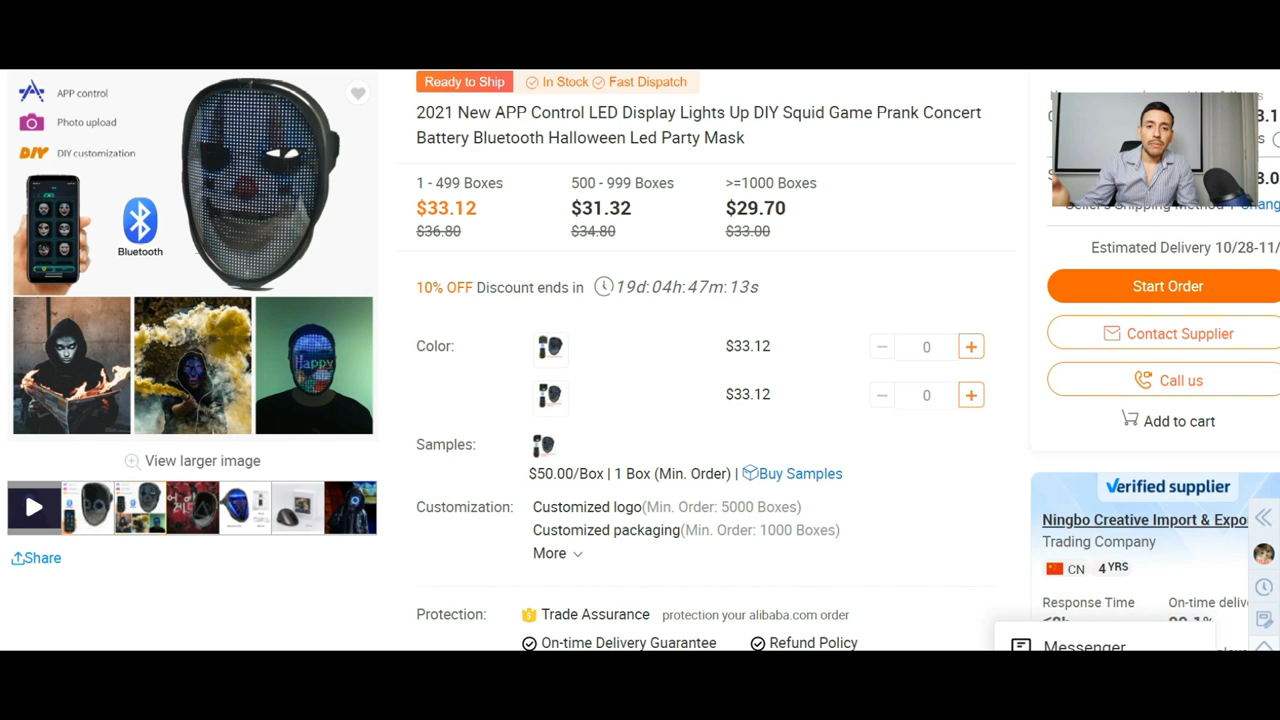 APP control
Photo upload
DIY DIY customization
Bluetooth
Happy
View larger image
Share
Ready to Ship
In Stock Fast Dispatch
2021 New APP Control LED Display Lights Up DIY Squid Game Prank Concert
Battery Bluetooth Halloween Led Party Mask
1 - 499 Boxes 500 - 999 Boxes >=1000 Boxes
$33.12 $31.32 $29.70
$36.80 $34.80 $33.00
10% OFF Discount ends in 19d:04h:47m:13s
Color: $33.12 0
$33.12 0
Samples:
$50.00/Box | 1 Box (Min. Order) | Buy Samples
Customization: Customized logo(Min. Order: 5000 Boxes)
Customized packaging(Min. Order: 1000 Boxes)
More
Protection: Trade Assurance protection your alibaba.com order
On-time Delivery Guarantee Refund Policy
Estimated Delivery 10/28-11/
Start Order
Contact Supplier
Call us
Add to cart
Verified supplier
Ningbo Creative Import & Expo
Trading Company
CN 4 YRS
Response Time On-time deliv
Messenger